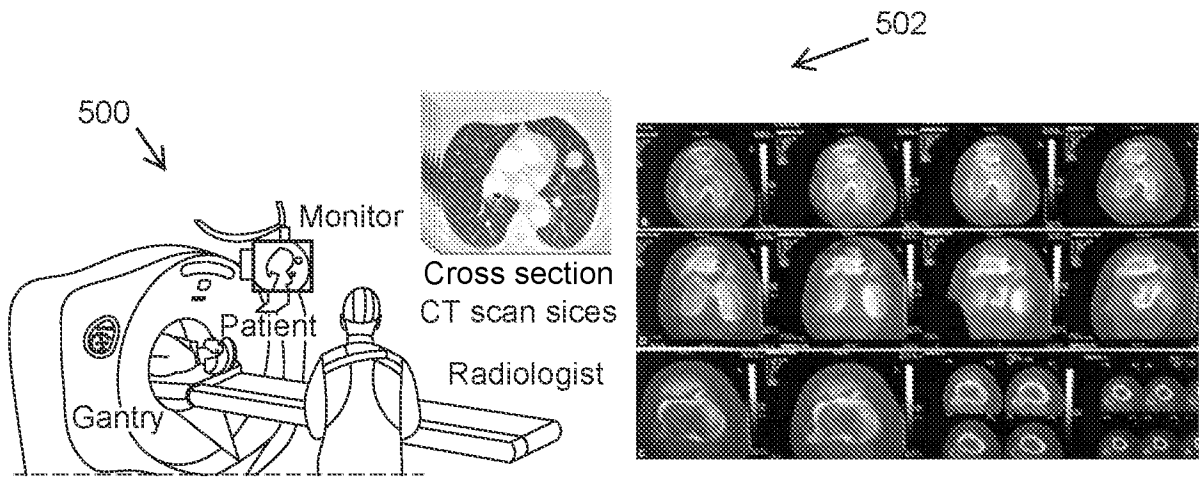 502
500
Monitor
Cross section
CT scan sices
Patient
Radiologist
Gantry